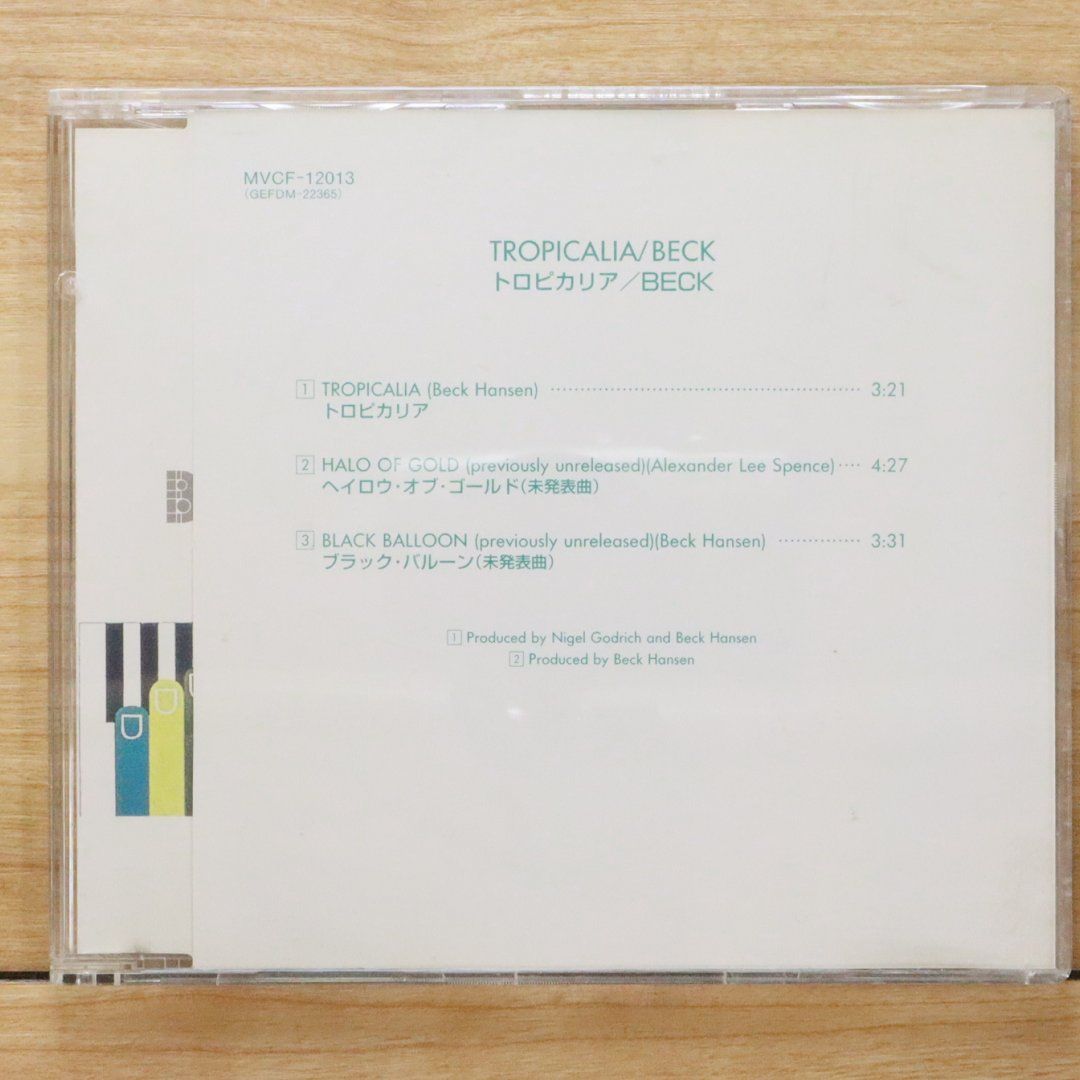 MVCF-12013
(GEFDM-22365)
TROPICALIA/BECK
トロピカリア／BECK
1 TROPICALIA (Beck Hansen) ………………………………… 3:21
トロピカリア
2 HALO OF GOLD (previously unreleased)(Alexander Lee Spence) ‥‥ 4:27
ヘイロウ・オブ・ゴールド(未発表曲)
3 BLACK BALLOON (previously unreleased)(Beck Hansen) ………… 3:31
ブラック・バルーン(未発表曲)
1 Produced by Nigel Godrich and Beck Hansen
2 Produced by Beck Hansen